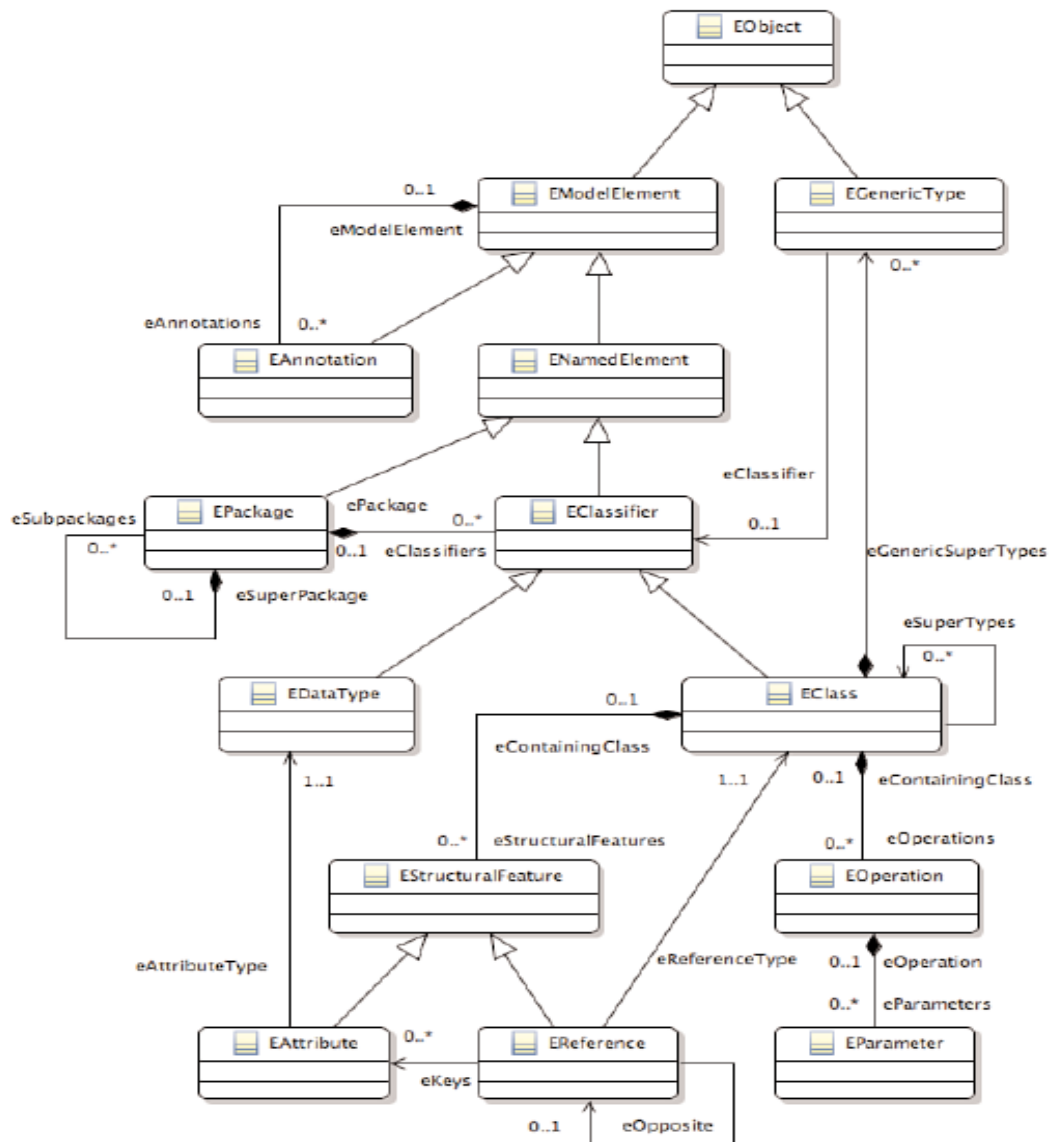 EObject
0..1
EModelElement
EGenericType
eModelElement
0..*
eAnnotations
0..*
EAnnotation
ENamedElement
eClassifier
eSubpackages
EPackage
ePackage
0..*
EClassifier
0..1
0..*
0..1
eClassifiers
eGenericSuperTypes
0..1
eSuperPackage
eSuperTypes
0..*
EDataType
0..1
EClass
eContainingClass
1..1
1..1
0..1
eContainingClass
0..*
eStructuralFeatures
0..*
eOperations
EStructuralFeature
EOperation
eAttributeType
eReferenceType
0..1
eOperation
0..*
eParameters
EAttribute
0..*
EReference
EParameter
eKeys
0..1
eOpposite